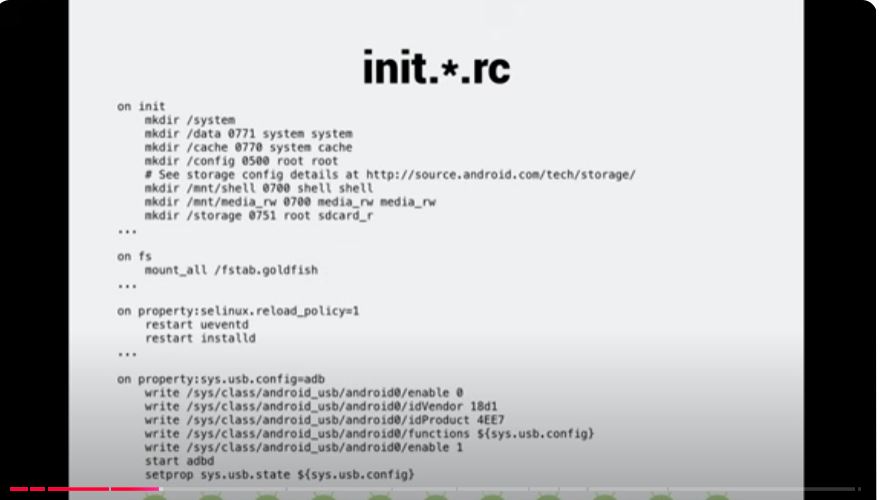 init.*.rc
on init
mkdir /system
mkdir /data 0771 system system
mkdir /cache 0770 system cache
mkdir /config 0500 root root
# See storage config details at http://source.android.com/tech/storage/
mkdir /mnt/shell 0700 shell shell
mkdir /mnt/media_rw 0700 media_rw media_rw
mkdir /storage 0751 root sdcard_r
...
on fs
mount_all /fstab.goldfish
...
on property:selinux.reload_policy=1
restart ueventd
restart installd
...
on property:sys.usb.config=adb
write /sys/class/android_usb/android0/enable 0
write /sys/class/android_usb/android0/idVendor 18d1
write /sys/class/android_usb/android0/idProduct 4EE7
write /sys/class/android_usb/android0/functions ${sys.usb.config}
write /sys/class/android_usb/android0/enable 1
start adbd
setprop sys.usb.state ${sys.usb.config}